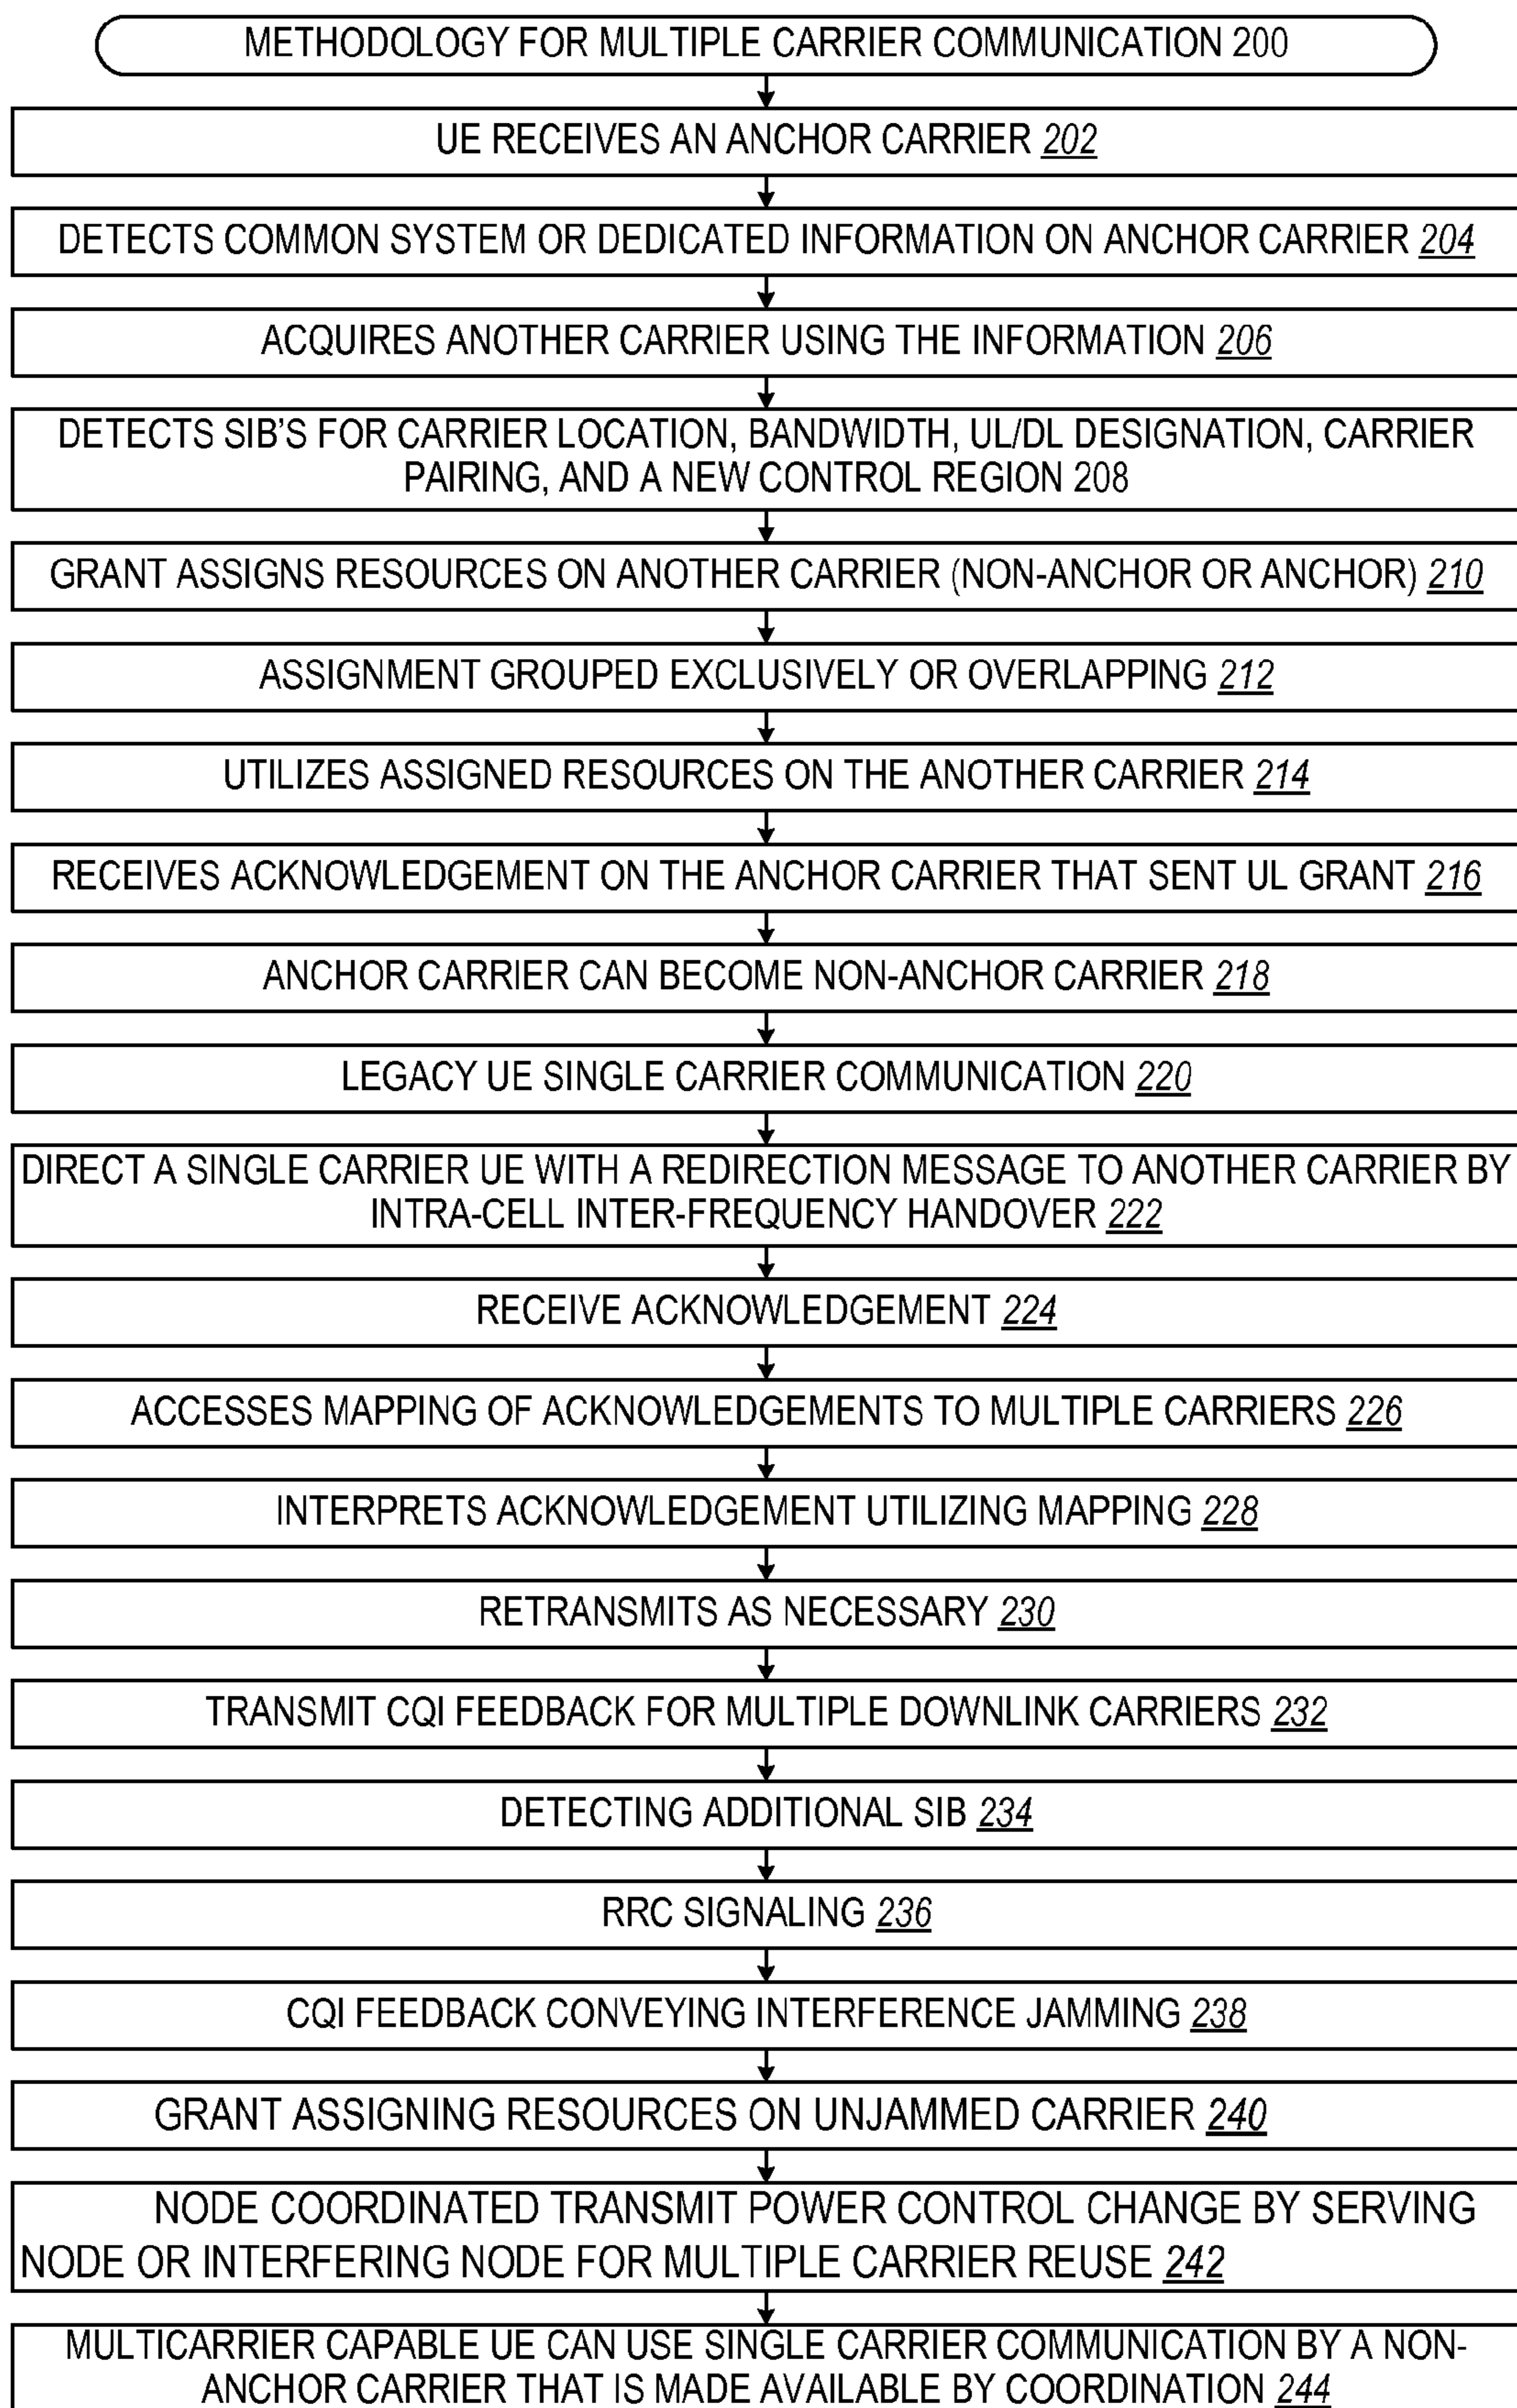 METHODOLOGY FOR MULTIPLE CARRIER COMMUNICATION 200
UE RECEIVES AN ANCHOR CARRIER 202
DETECTS COMMON SYSTEM OR DEDICATED INFORMATION ON ANCHOR CARRIER 204
ACQUIRES ANOTHER CARRIER USING THE INFORMATION 206
DETECTS SIB'S FOR CARRIER LOCATION, BANDWIDTH, UL/DL DESIGNATION, CARRIER
PAIRING, AND A NEW CONTROL REGION 208
GRANT ASSIGNS RESOURCES ON ANOTHER CARRIER (NON-ANCHOR OR ANCHOR) 210
ASSIGNMENT GROUPED EXCLUSIVELY OR OVERLAPPING 212
UTILIZES ASSIGNED RESOURCES ON THE ANOTHER CARRIER 214
RECEIVES ACKNOWLEDGEMENT ON THE ANCHOR CARRIER THAT SENT UL GRANT 216
ANCHOR CARRIER CAN BECOME NON-ANCHOR CARRIER 218
LEGACY UE SINGLE CARRIER COMMUNICATION 220
DIRECT A SINGLE CARRIER UE WITH A REDIRECTION MESSAGE TO ANOTHER CARRIER BY
INTRA-CELL INTER-FREQUENCY HANDOVER 222
RECEIVE ACKNOWLEDGEMENT 224
ACCESSES MAPPING OF ACKNOWLEDGEMENTS TO MULTIPLE CARRIERS 226
INTERPRETS ACKNOWLEDGEMENT UTILIZING MAPPING 228
RETRANSMITS AS NECESSARY 230
TRANSMIT CQI FEEDBACK FOR MULTIPLE DOWNLINK CARRIERS 232
DETECTING ADDITIONAL SIB 234
RRC SIGNALING 236
CQI FEEDBACK CONVEYING INTERFERENCE JAMMING 238
GRANT ASSIGNING RESOURCES ON UNJAMMED CARRIER 240
NODE COORDINATED TRANSMIT POWER CONTROL CHANGE BY SERVING
NODE OR INTERFERING NODE FOR MULTIPLE CARRIER REUSE 242
MULTICARRIER CAPABLE UE CAN USE SINGLE CARRIER COMMUNICATION BY A NON-
ANCHOR CARRIER THAT IS MADE AVAILABLE BY COORDINATION 244